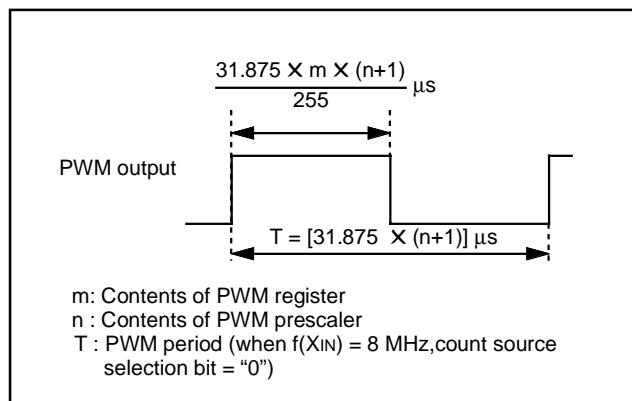 31.875 × m × (n+1)
255
μs
PWM output
T = [31.875 × (n+1)] μs
m: Contents of PWM register
n : Contents of PWM prescaler
T : PWM period (when f(XIN) = 8 MHz,count source
selection bit = “0”)